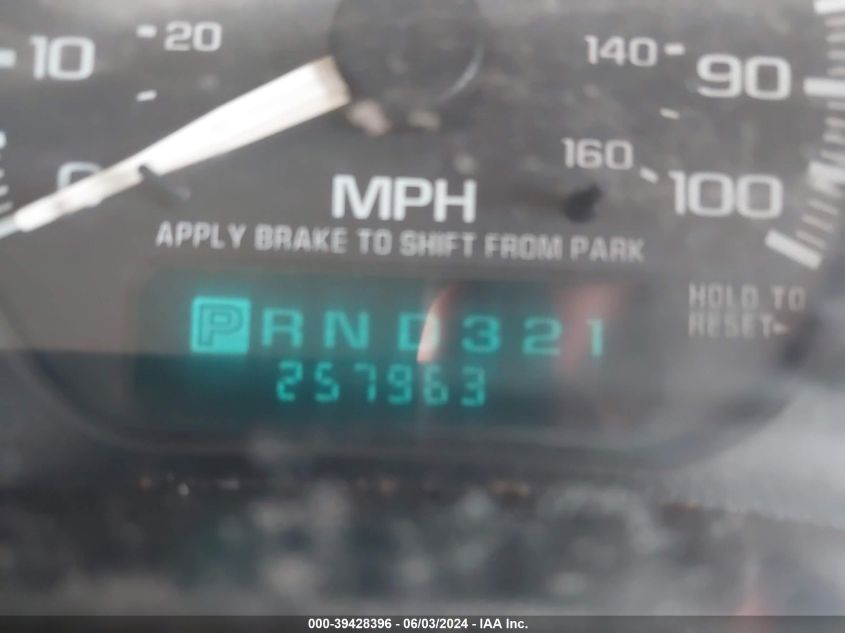 10 20 140 90
0 160 100
MPH
APPLY BRAKE TO SHIFT FROM PARK
HOLD TO
RESET
P R N D 3 2 1
257963
000-39428396 - 06/03/2024 - IAA Inc.